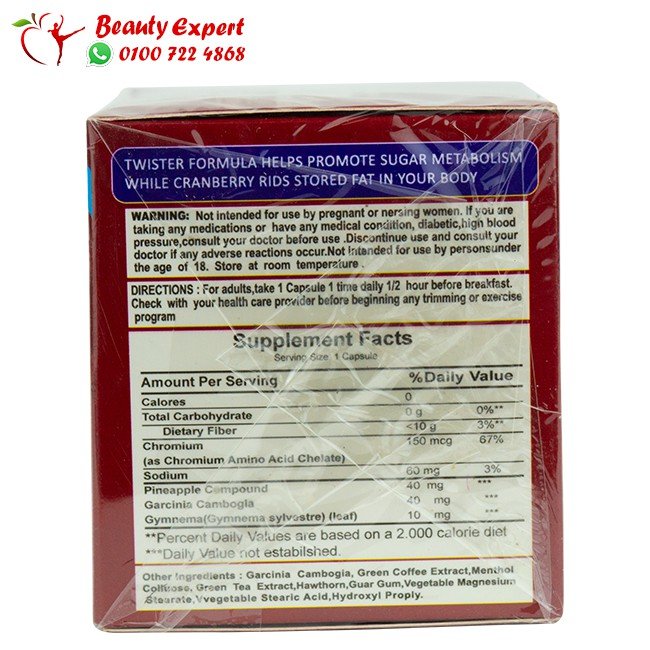 Beauty Expert
0100 722 4868
TWISTER FORMULA HELPS PROMOTE SUGAR METABOLISM
WHILE CRANBERRY RIDS STORED FAT IN YOUR BODY
WARNING: Not intended for use by pregnant or nersing women. If you are
taking any medications or have any medical condition, diabetic,high blood
pressure,consult your doctor before use .Discontinue use and consult your
doctor if any adverse reactions occur.Not Intended for use by personsunder
the age of 18. Store at room temperature .
DIRECTIONS : For adults,take 1 Capsule 1 time daily 1/2 hour before breakfast.
Check with your health care provider before beginning any trimming or exercise
program
Supplement Facts
Serving Size: 1 Capsule
Amount Per Serving %Daily Value
Calores 0
Total Carbohydrate 0 g 0%**
Dietary Fiber <10 g 3%**
Chromium 150 mcg 67%
(as Chromium Amino Acid Chelate)
Sodium 60 mg 3%
Pineapple Compound 40 mg ***
Garcinia Cambogia 40 mg ***
Gymnema(Gymnema sylvestre) (leaf) 10 mg ***
**Percent Daily Values are based on a 2.000 calorie diet
***Daily Value not estabilshed.
Other Ingredients : Garcinia Cambogia, Green Coffee Extract,Menthol
Green Tea Extract,Hawthorn,Guar Gum,Vegetable Magnesium
Stearate,Vvegetable Stearic Acid,Hydroxyl Proply.